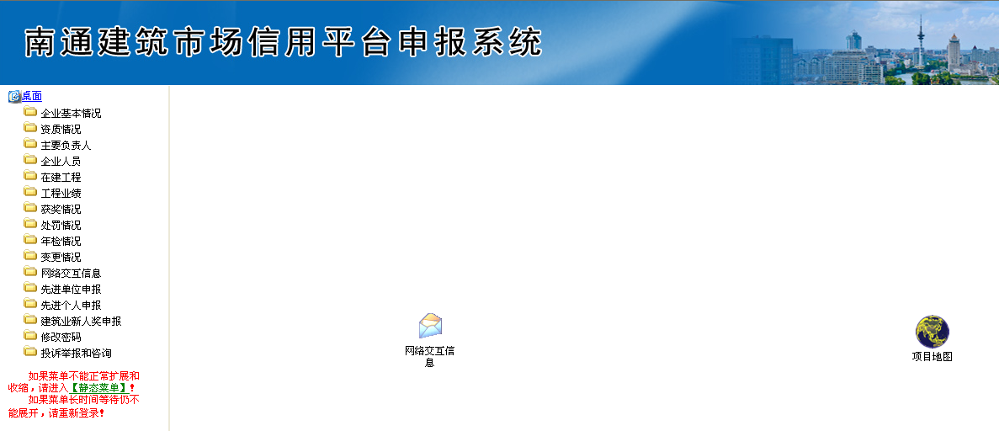 南通建筑市场信用平台申报系统
桌面
企业基本情况
资质情况
主要负责人
企业人员
在建工程
工程业绩
获奖情况
处罚情况
年检情况
变更情况
网络交互信息
先进单位申报
先进个人申报
建筑业新人奖申报
修改密码
投诉举报和咨询
如果菜单不能正常扩展和
收缩，请进入【静态菜单】！
如果菜单长时间等待仍不
能展开，请重新登录！
网络交互信
息
项目地图